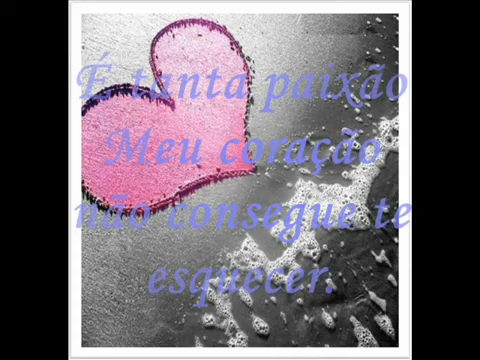 É tanta paixão
Meu coração
não consegue te
esquecer.